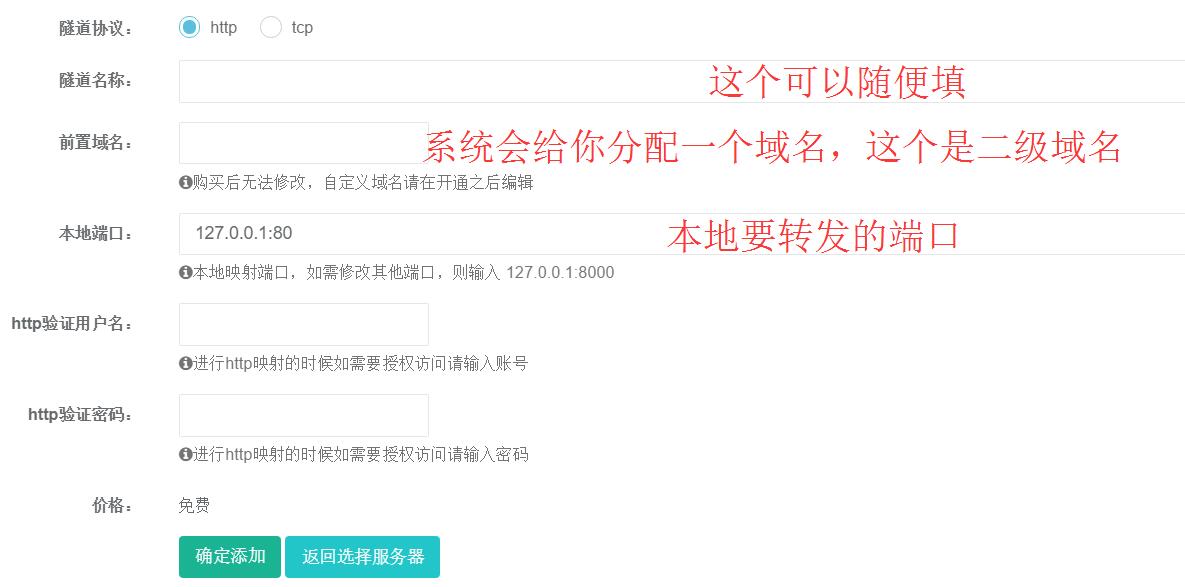 隧道协议： http tcp
隧道名称： 这个可以随便填
前置域名： 系统会给你分配一个域名，这个是二级域名
购买后无法修改，自定义域名请在开通之后编辑
本地端口： 127.0.0.1:80 本地要转发的端口
本地映射端口，如需修改其他端口，则输入 127.0.0.1:8000
http验证用户名：
进行http映射的时候如需要授权访问请输入账号
http验证密码：
进行http映射的时候如需要授权访问请输入密码
价格： 免费
确定添加 返回选择服务器